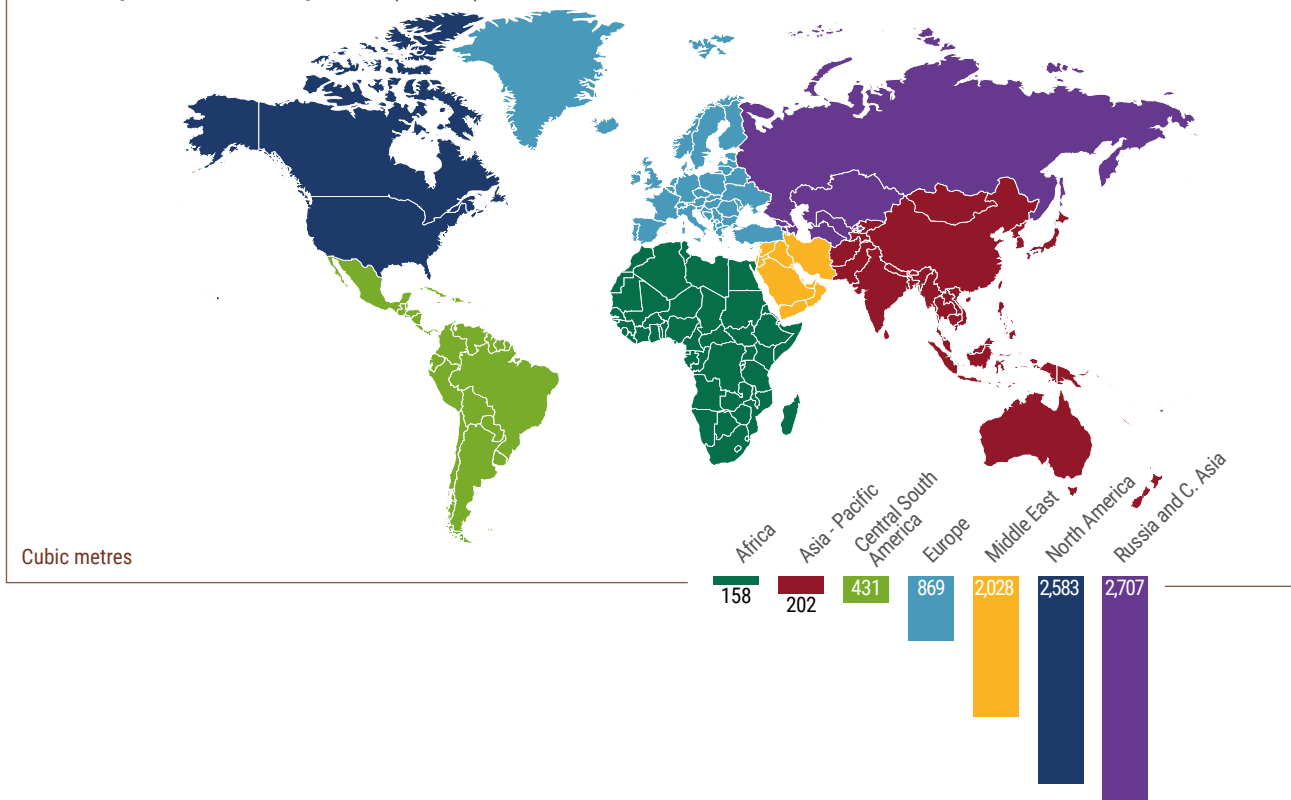 Cubic metres
Africa
Asia - Pacific
Central South
America
Europe
Middle East
North America
Russia and C. Asia
158
202
431
869
2,028
2,583
2,707